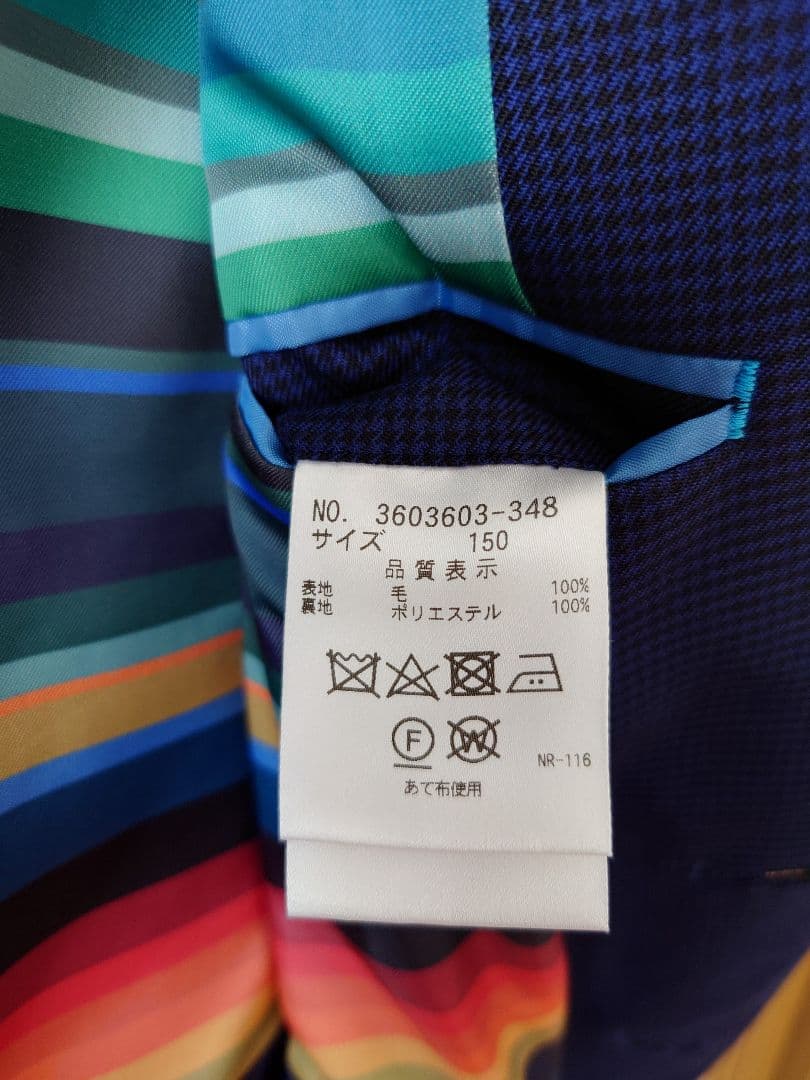 NO. 3603603-348
サイズ 150
品質表示
表地 毛 100%
裏地 ポリエステル 100%
F W
NR-116
あて布使用